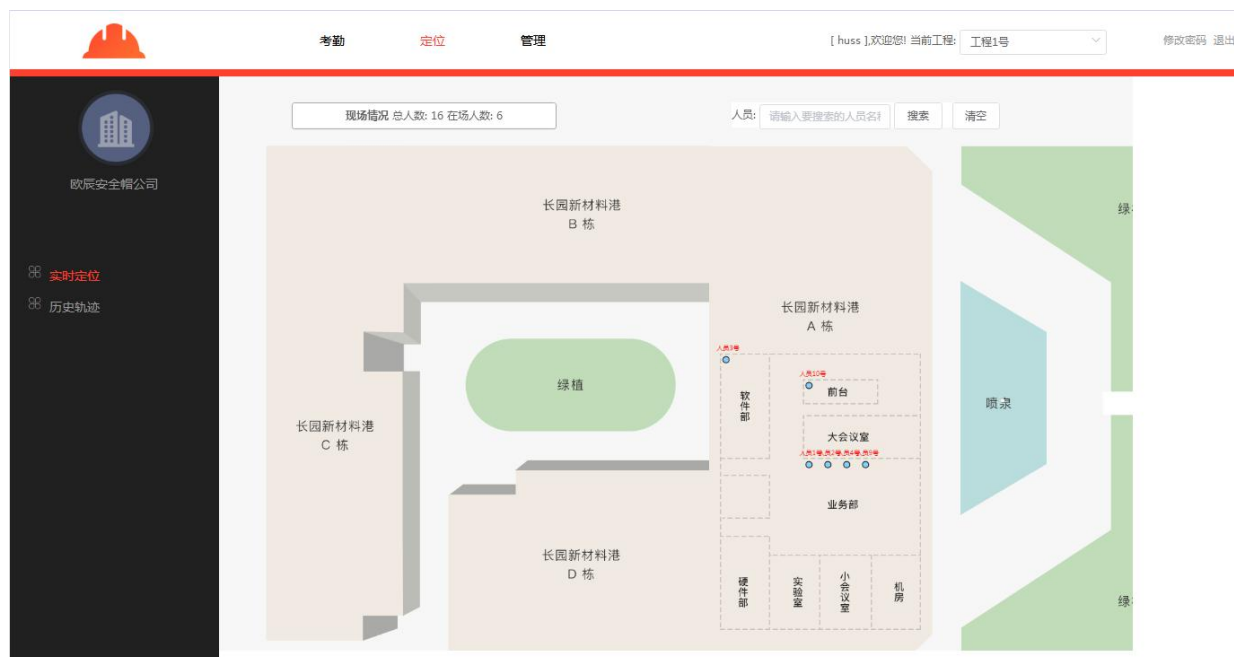 考勤
定位
管理
[ huss ],欢迎您! 当前工程:
工程1号
修改密码 退出
欧辰安全帽公司
实时定位
历史轨迹
现场情况 总人数: 16 在场人数: 6
人员:
请输入要搜索的人员名称
搜索
清空
长园新材料港
B 栋
绿
长园新材料港
A 栋
绿植
软件部
人员10号
前台
大会议室
业务部
喷泉
长园新材料港
C 栋
长园新材料港
D 栋
硬件部
实验室
小会议室
机房
绿